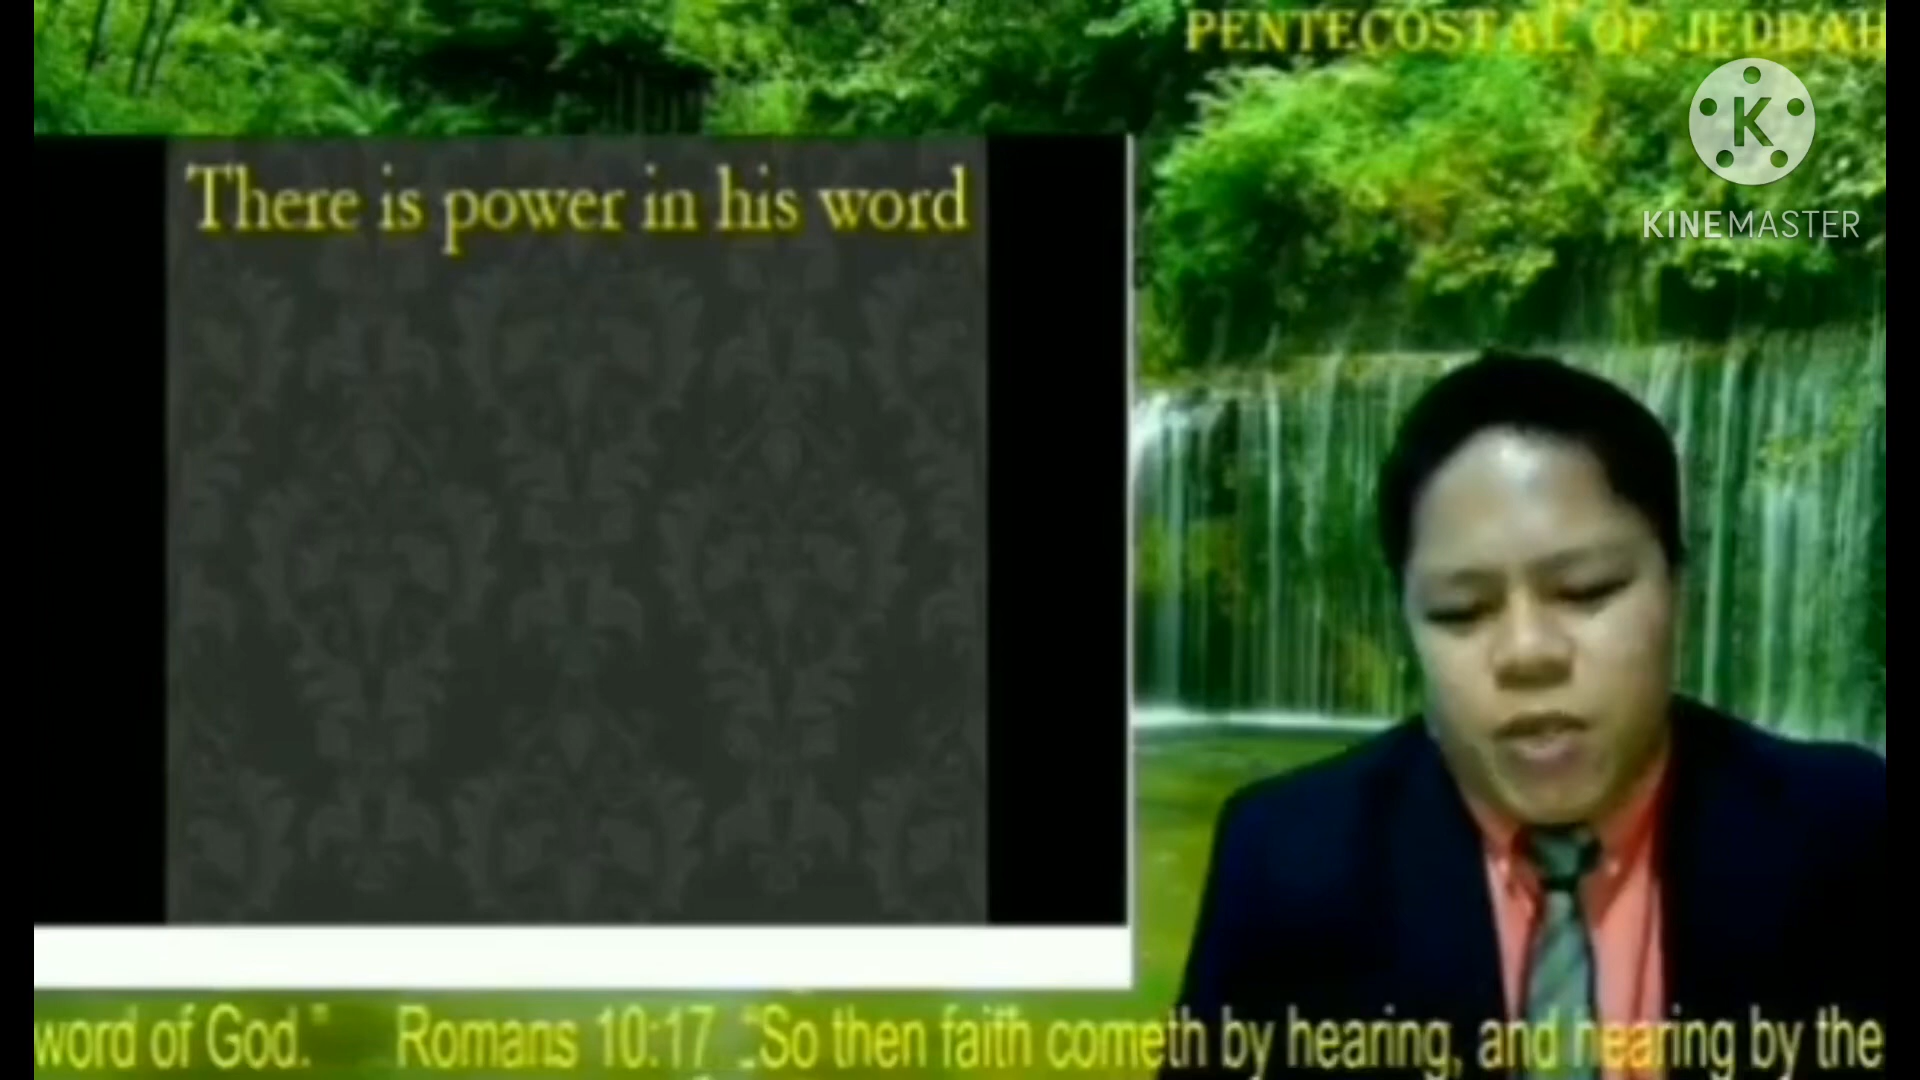 PENTECOSTAL OF JEDDAH
K
KINEMASTER
There is power in his word
word of God." Romans 10:17 "So then faith cometh by hearing, and hearing by the